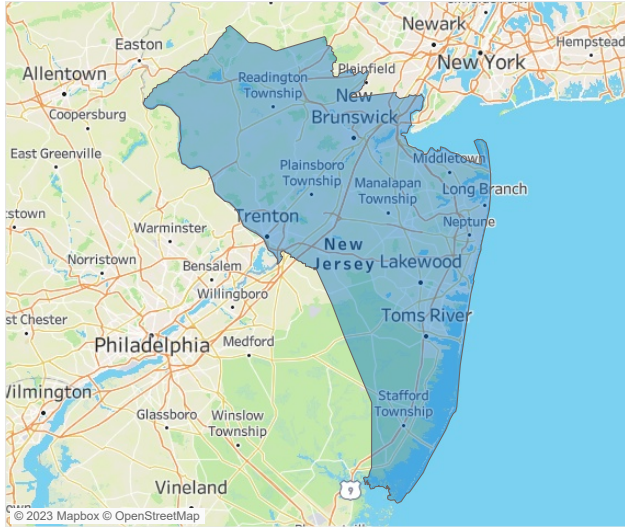 Newark
Easton
Hempstead
New York
Plainfield
Allentown
Readington
Township
New
Brunswick
Coopersburg
East Greenville
Middletown
Plainsboro
Township
Manalapan
Township
Long Branch
Trenton
Neptune
Warminster
New
Jersey
Lakewood
Norristown
Bensalem
Willingboro
Toms River
st Chester
Philadelphia
Medford
Wilmington
Stafford
Township
Glassboro
Winslow
Township
9
Vineland
© 2023 Mapbox © OpenStreetMap